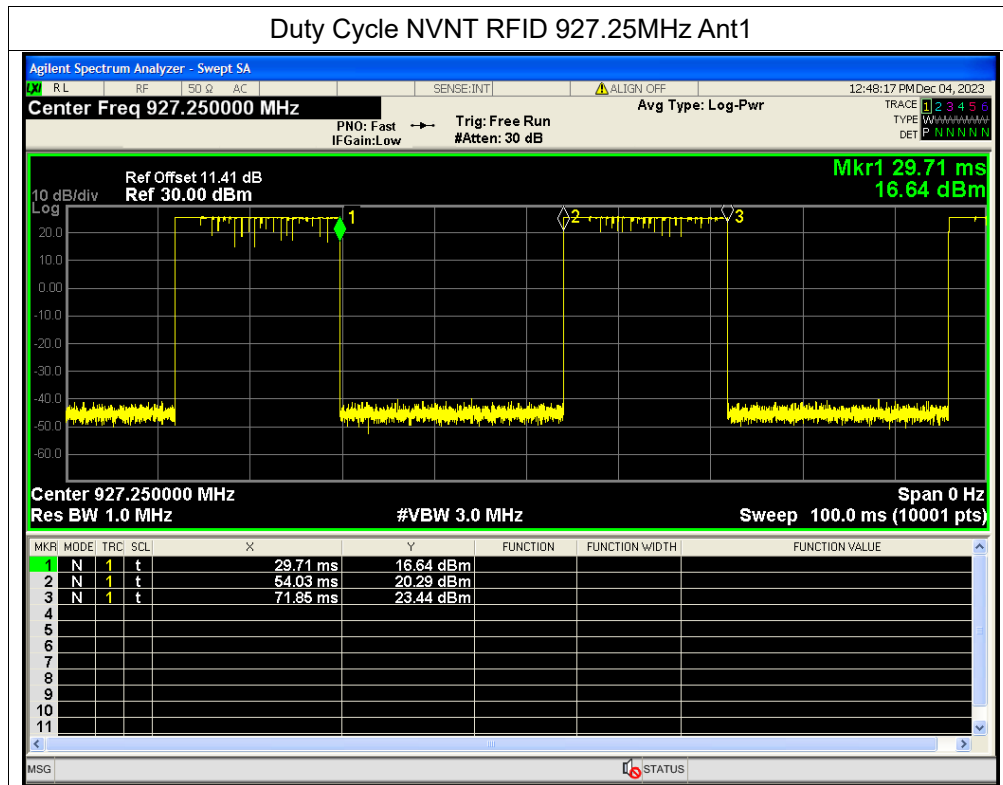 Duty Cycle NVNT RFID 927.25MHz Ant1
Agilent Spectrum Analyzer - Swept SA
LXI RL RF 50 Ω AC SENSE:INT ALIGN OFF 12:48:17 PM Dec 04, 2023
Center Freq 927.250000 MHz Avg Type: Log-Pwr TRACE 1 2 3 4 5 6
PNO: Fast Trig: Free Run TYPE WWWWWW
IFGain:Low #Atten: 30 dB DET P N N N N N
Mkr1 29.71 ms
Ref Offset 11.41 dB
10 dB/div Ref 30.00 dBm 16.64 dBm
Log
1 2 3
20.0
10.0
0.00
-10.0
-20.0
-30.0
-40.0
-50.0
-60.0
Center 927.250000 MHz Span 0 Hz
Res BW 1.0 MHz #VBW 3.0 MHz Sweep 100.0 ms (10001 pts)
MKR MODE TRC SCL X Y FUNCTION FUNCTION WIDTH FUNCTION VALUE
1 N 1 t 29.71 ms 16.64 dBm
2 N 1 t 54.03 ms 20.29 dBm
3 N 1 t 71.85 ms 23.44 dBm
4
5
6
7
8
9
10
11
MSG STATUS